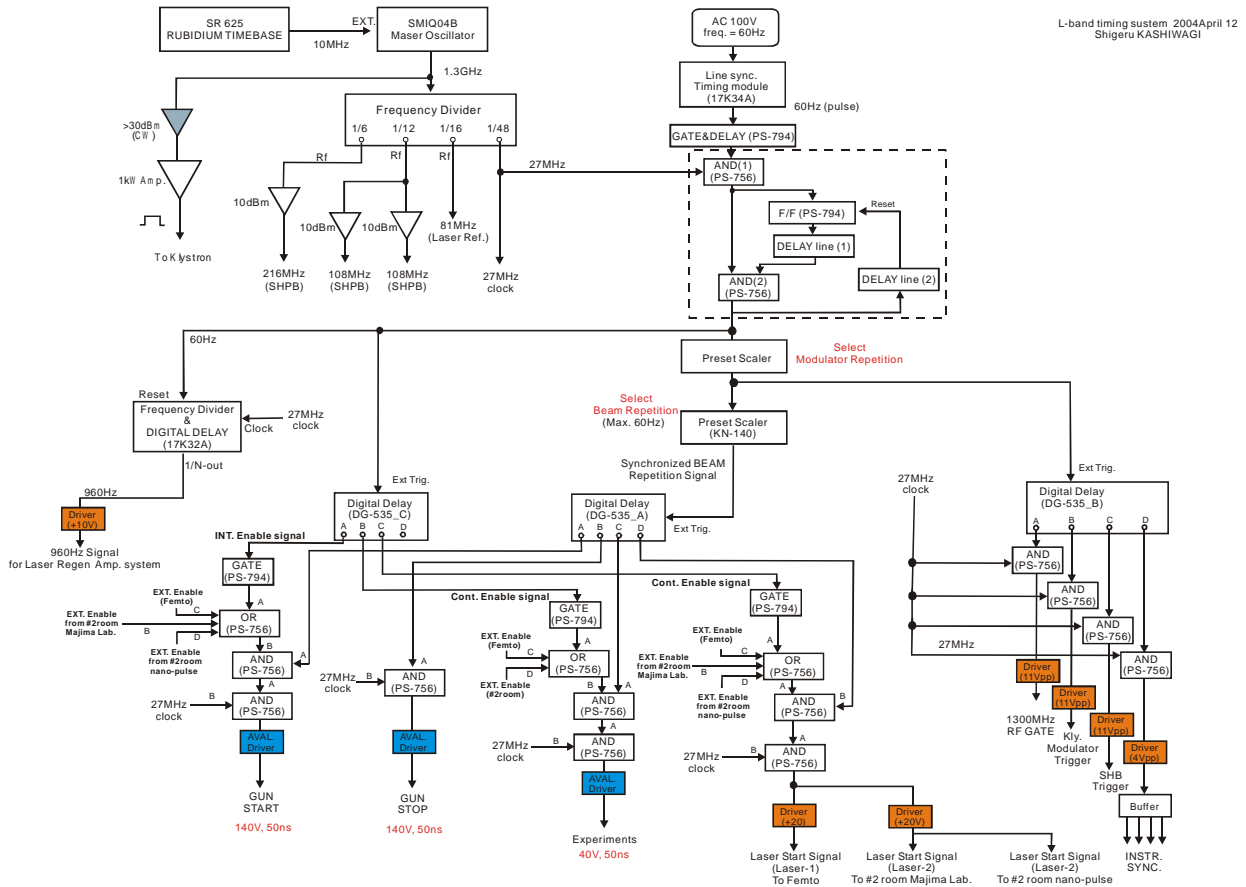 SR 625
RUBIDIUM TIMEBASE
EXT.
10MHz
SMIQ04B
Maser Oscillator
AC 100V
freq. = 60Hz
L-band timing sustem 2004April 12
Shigeru KASHIWAGI
1.3GHz
Line sync.
Timing module
(17K34A)
60Hz (pulse)
GATE&DELAY (PS-794)
>30dBm
(CW)
1kW Amp.
To Klystron
Frequency Divider
1/6
1/12
1/16
1/48
Rf
Rf
Rf
27MHz
10dBm
10dBm
10dBm
81MHz
(Laser Ref.)
216MHz
(SHPB)
108MHz
(SHPB)
108MHz
(SHPB)
27MHz
clock
AND(1)
(PS-756)
F/F (PS-794)
Reset
DELAY line (1)
AND(2)
(PS-756)
DELAY line (2)
60Hz
Preset Scaler
Select
Modulator Repetition
Select
Beam Repetition
(Max. 60Hz)
Preset Scaler
(KN-140)
Reset
Frequency Divider
&
DIGITAL DELAY
(17K32A)
Clock
27MHz
clock
1/N-out
960Hz
Driver
(+10V)
960Hz Signal
for Laser Regen Amp. system
Synchronized BEAM
Repetition Signal
Ext Trig.
Digital Delay
(DG-535_C)
A
B
C
D
Digital Delay
(DG-535_A)
A
B
C
D
Ext Trig.
27MHz
clock
Ext Trig.
Digital Delay
(DG-535_B)
A
B
C
D
INT. Enable signal
GATE
(PS-794)
A
EXT. Enable
(Femto)
C
EXT. Enable
from #2room
Majima Lab.
B
D
EXT. Enable
from #2room
nano-pulse
OR
(PS-756)
B
A
AND
(PS-756)
A
B
27MHz
clock
AND
(PS-756)
AVAL.
Driver
GUN
START
140V, 50ns
A
B
27MHz
clock
AND
(PS-756)
AVAL.
Driver
GUN
STOP
140V, 50ns
Cont. Enable signal
GATE
(PS-794)
A
EXT. Enable
(Femto)
C
D
EXT. Enable
(#2room)
OR
(PS-756)
B
A
AND
(PS-756)
A
B
27MHz
clock
AND
(PS-756)
AVAL.
Driver
Experiments
40V, 50ns
Cont. Enable signal
GATE
(PS-794)
A
EXT. Enable
(Femto)
C
EXT. Enable
from #2room
Majima Lab.
B
D
EXT. Enable
from #2room
nano-pulse
OR
(PS-756)
A
B
AND
(PS-756)
A
B
27MHz
clock
AND
(PS-756)
Driver
(+20)
Driver
(+20V)
Laser Start Signal
(Laser-1)
To Femto
Laser Start Signal
(Laser-2)
To #2 room Majima Lab.
Laser Start Signal
(Laser-2)
To #2 room nano-pulse
AND
(PS-756)
AND
(PS-756)
AND
(PS-756)
27MHz
AND
(PS-756)
Driver
(11Vpp)
1300MHz
RF GATE
Driver
(11Vpp)
Kly.
Modulator
Trigger
Driver
(11Vpp)
SHB
Trigger
Driver
(4Vpp)
Buffer
INSTR.
SYNC.